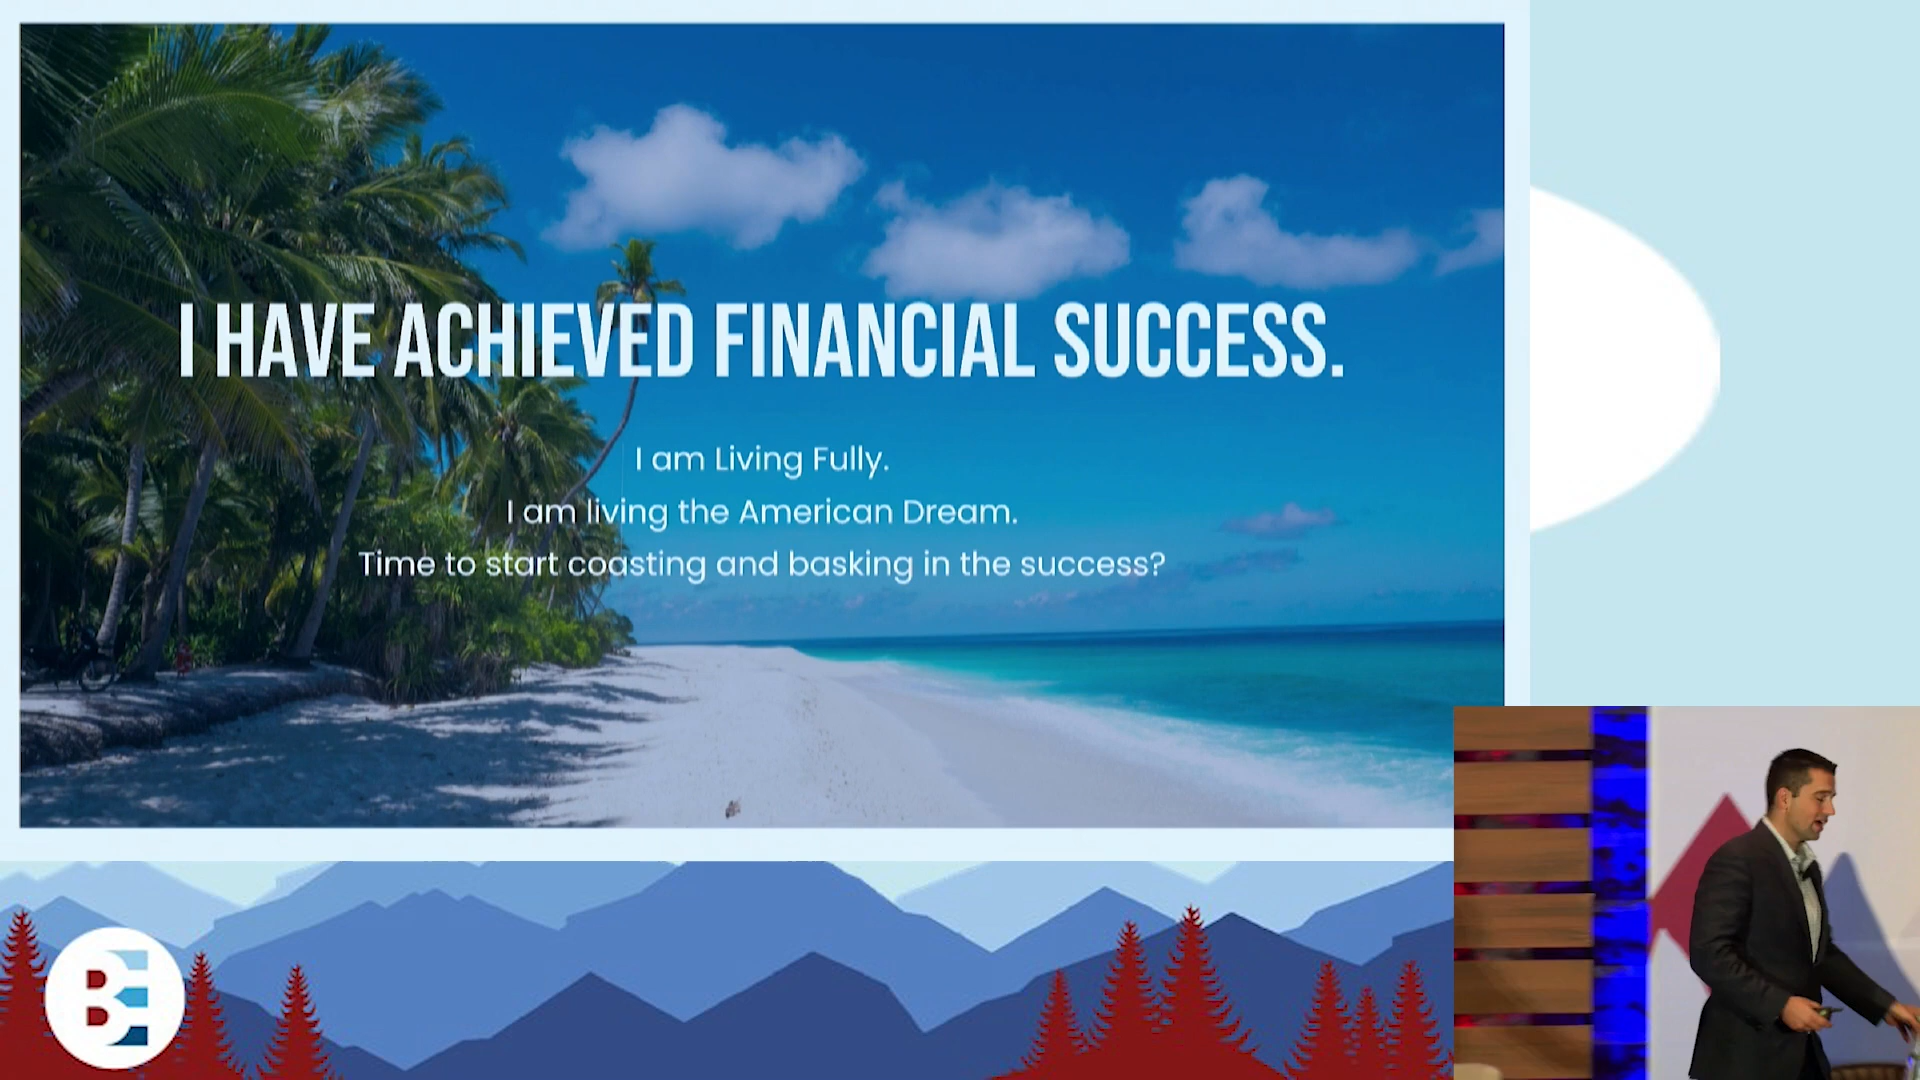 I HAVE ACHIEVED FINANCIAL SUCCESS.
I am Living Fully.
I am living the American Dream.
Time to start coasting and basking in the success?
BE